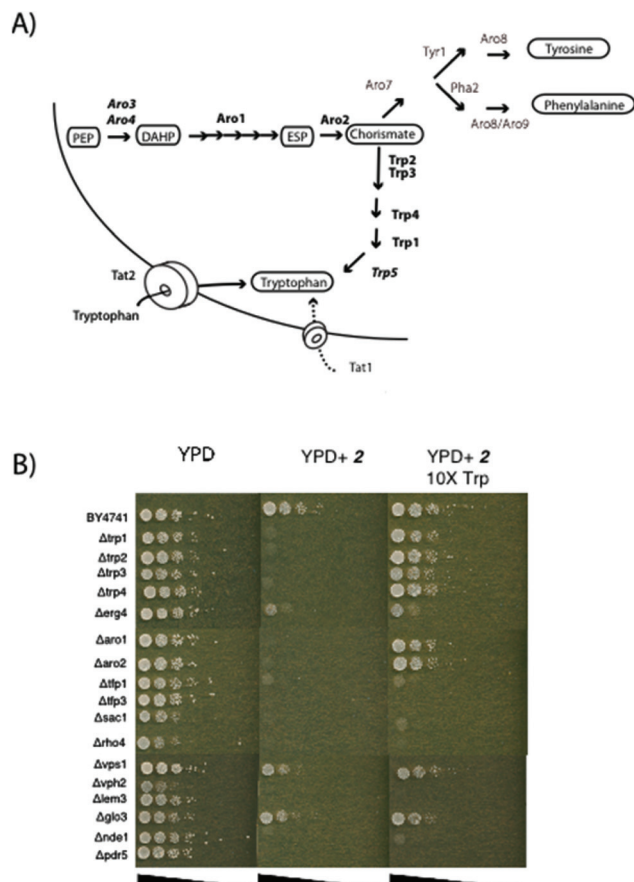 A)
Aro8
Tyr1
Tyrosine
Aro7
Pha2
Phenylalanine
Aro8/Aro9
Aro3
Aro4
Aro1
Aro2
PEP
DAHP
ESP
Chorismate
Trp2
Trp3
Trp4
Trp1
Trp5
Tat2
Tryptophan
Tryptophan
Tat1
B)
YPD
YPD+ 2
YPD+ 2
10X Trp
BY4741
Δtrp1
Δtrp2
Δtrp3
Δtrp4
Δerg4
Δaro1
Δaro2
Δtfp1
Δtfp3
Δsac1
Δrho4
Δvps1
Δvph2
Δlem3
Δglo3
Δnde1
Δpdr5